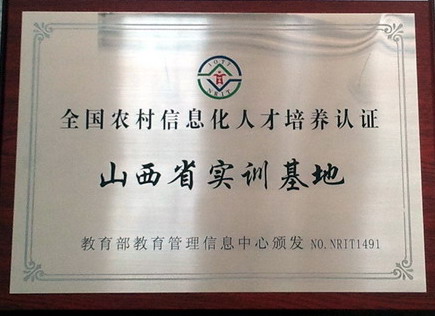 NRIT
全国农村信息化人才培养认证
山西省实训基地
教育部教育管理信息中心颁发 NO.NRIT1491